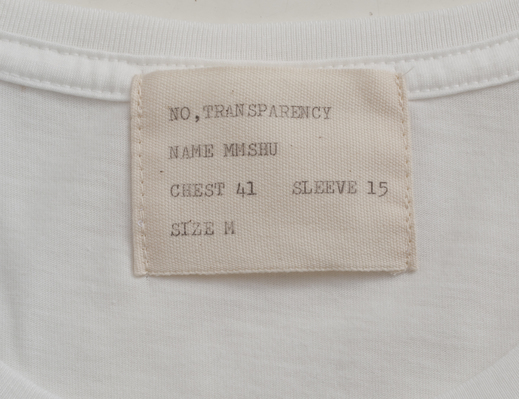 NO,TRANSPARENCY
NAME MMSHU
CHEST 41 SLEEVE 15
SIZE M